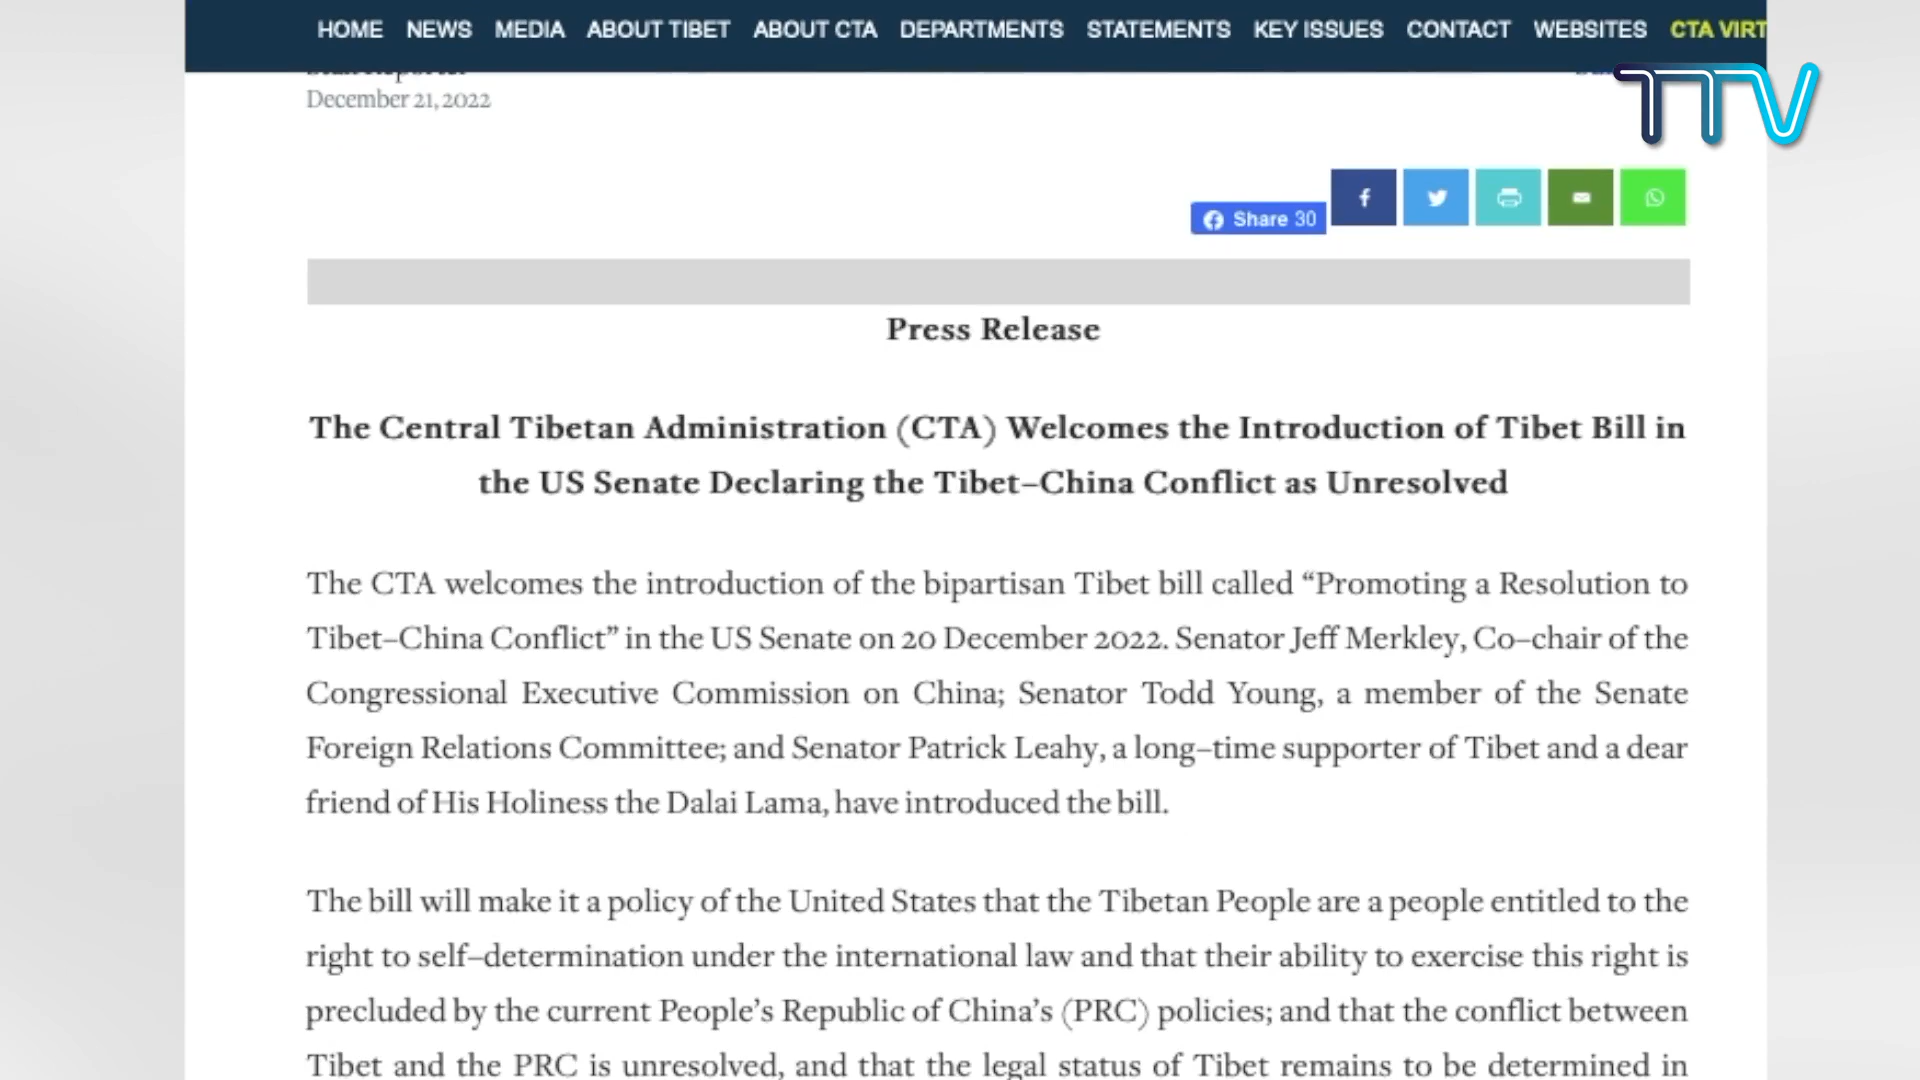 HOME NEWS MEDIA ABOUT TIBET ABOUT CTA DEPARTMENTS STATEMENTS KEY ISSUES CONTACT WEBSITES CTA VIRT
TTV
December 21, 2022
Share 30
Press Release
The Central Tibetan Administration (CTA) Welcomes the Introduction of Tibet Bill in
the US Senate Declaring the Tibet–China Conflict as Unresolved
The CTA welcomes the introduction of the bipartisan Tibet bill called “Promoting a Resolution to
Tibet–China Conflict” in the US Senate on 20 December 2022. Senator Jeff Merkley, Co–chair of the
Congressional Executive Commission on China; Senator Todd Young, a member of the Senate
Foreign Relations Committee; and Senator Patrick Leahy, a long–time supporter of Tibet and a dear
friend of His Holiness the Dalai Lama, have introduced the bill.
The bill will make it a policy of the United States that the Tibetan People are a people entitled to the
right to self–determination under the international law and that their ability to exercise this right is
precluded by the current People’s Republic of China’s (PRC) policies; and that the conflict between
Tibet and the PRC is unresolved, and that the legal status of Tibet remains to be determined in